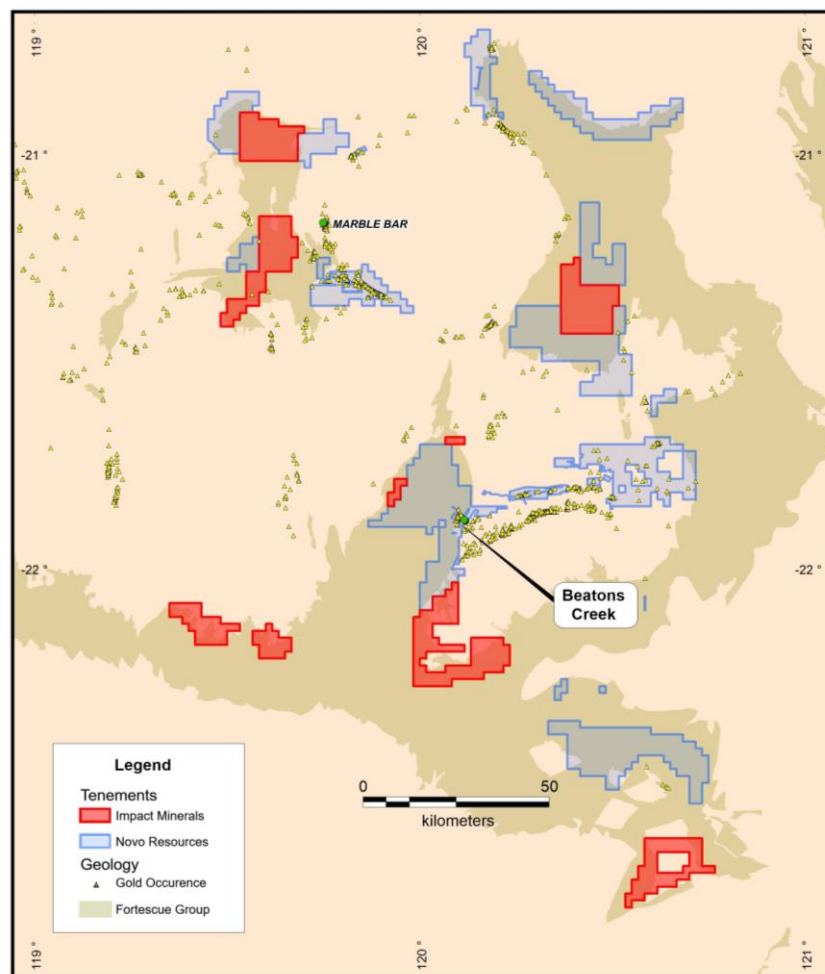 119 °
120 °
121 °
-21 °
-21 °
MARBLE BAR
-22 °
-22 °
Beatons
Creek
Legend
Tenements
Impact Minerals
Novo Resources
Geology
Gold Occurence
Fortescue Group
0 50
kilometers
119 °
120 °
121 °